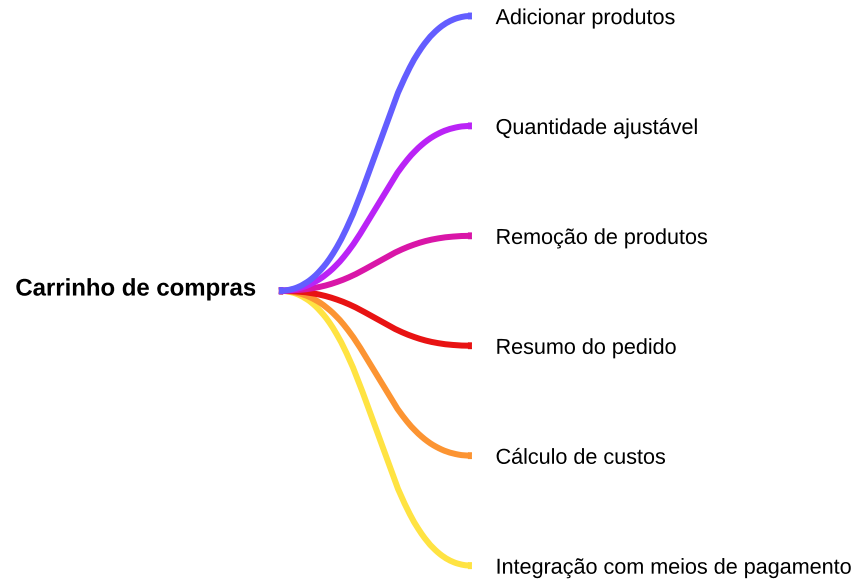 Adicionar produtos
Quantidade ajustável
Remoção de produtos
Carrinho de compras
Resumo do pedido
Cálculo de custos
Integração com meios de pagamento